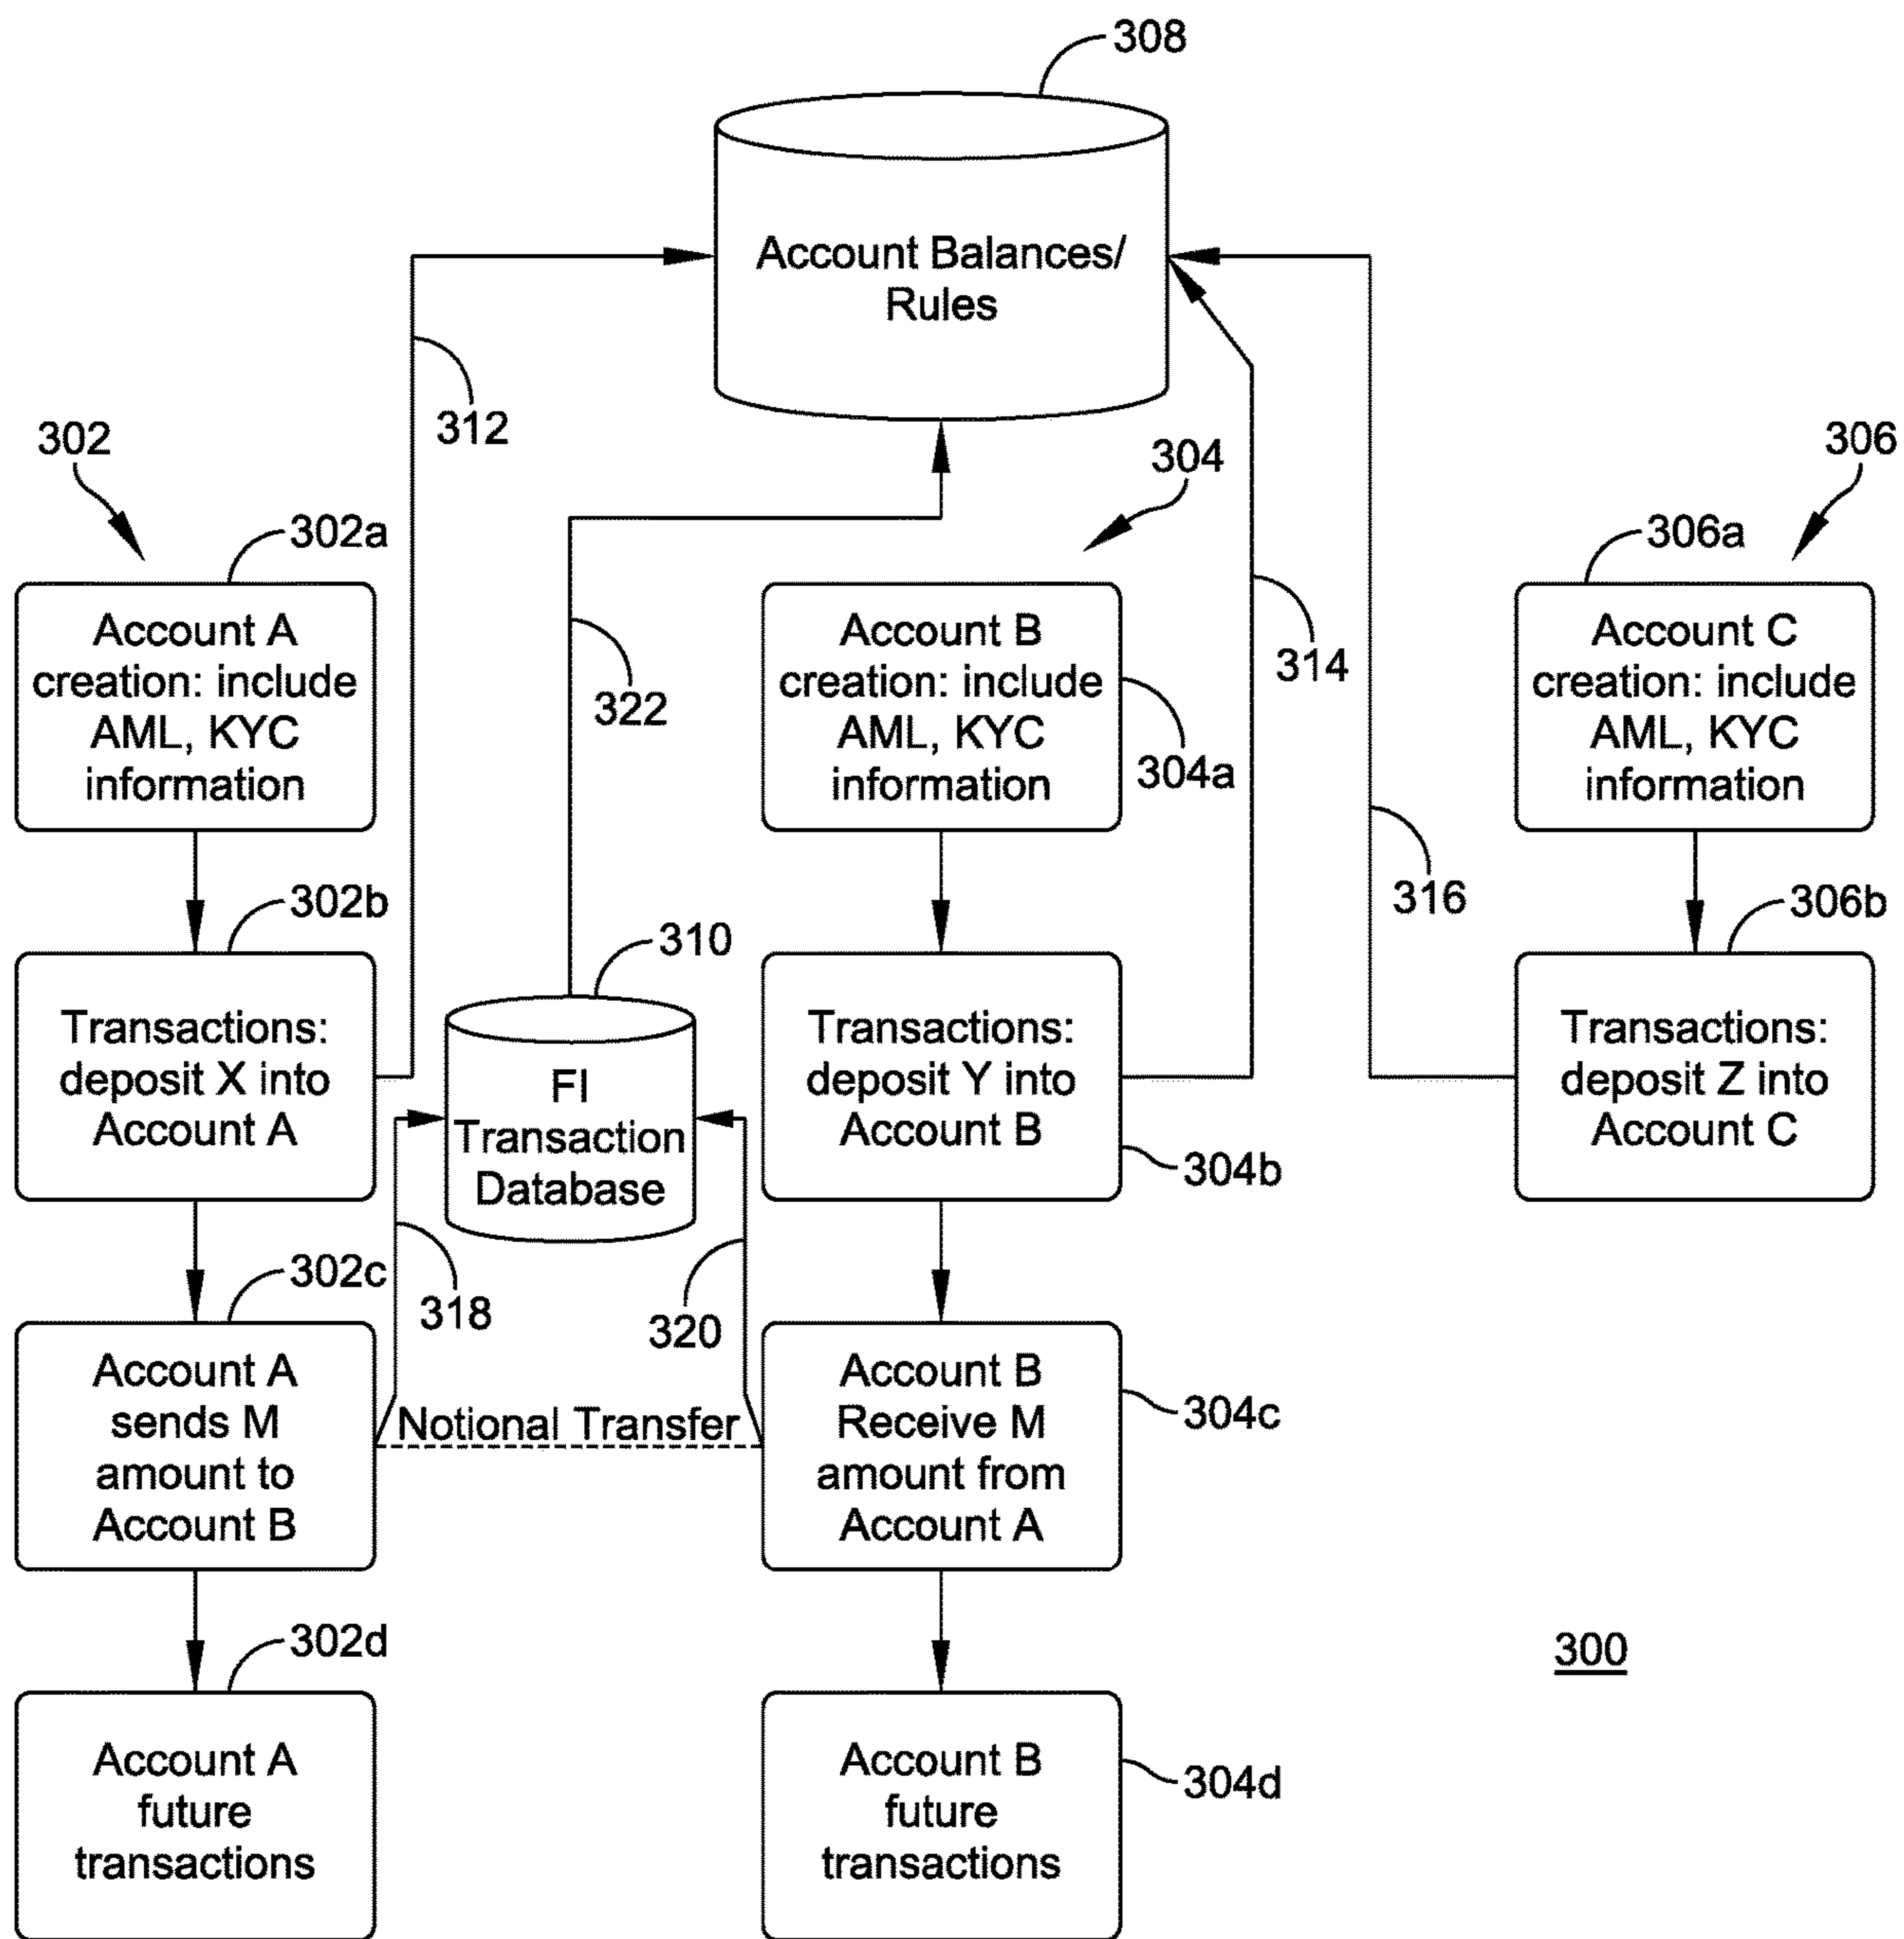 308
Account Balances/
Rules
312
302
304
306
302a
Account A
creation: include
AML, KYC
information
322
Account B
creation: include
AML, KYC
information
304a
314
306a
Account C
creation: include
AML, KYC
information
316
302b
Transactions:
deposit X into
Account A
310
FI
Transaction
Database
Transactions:
deposit Y into
Account B
304b
306b
Transactions:
deposit Z into
Account C
302c
Account A
sends M
amount to
Account B
318
320
Notional Transfer
Account B
Receive M
amount from
Account A
304c
302d
Account A
future
transactions
Account B
future
transactions
304d
300